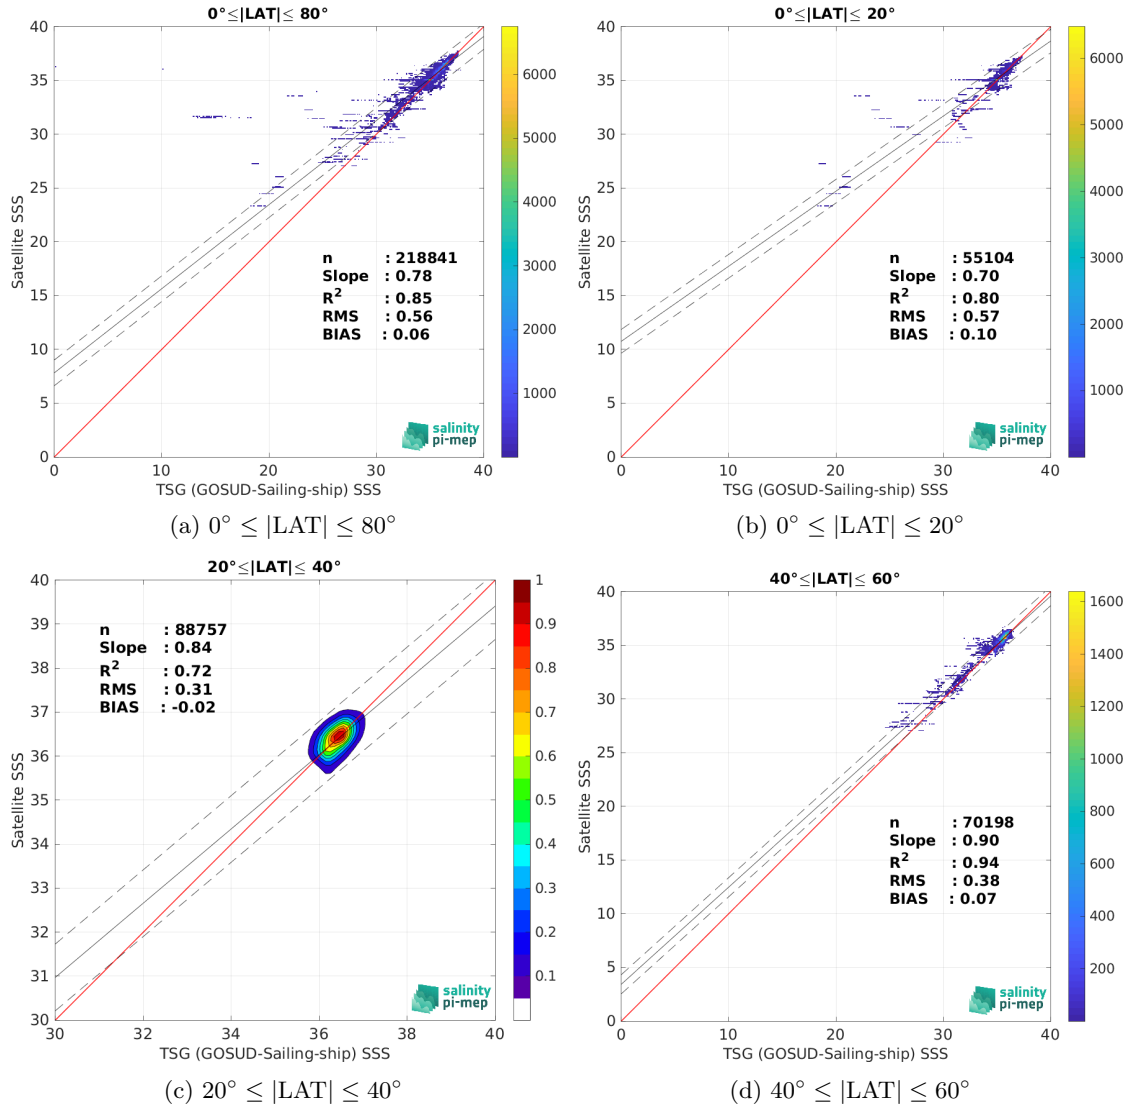 0°≤|LAT|≤ 80°
40
35
30
25
20
15
10
5
0
0
10
20
30
40
Satellite SSS
TSG (GOSUD-Sailing-ship) SSS
n : 218841
Slope : 0.78
R² : 0.85
RMS : 0.56
BIAS : 0.06
salinity
pi-mep
6000
5000
4000
3000
2000
1000
(a) 0° ≤ |LAT| ≤ 80°
0°≤|LAT|≤ 20°
40
35
30
25
20
15
10
5
0
0
10
20
30
40
Satellite SSS
TSG (GOSUD-Sailing-ship) SSS
n : 55104
Slope : 0.70
R² : 0.80
RMS : 0.57
BIAS : 0.10
salinity
pi-mep
6000
5000
4000
3000
2000
1000
(b) 0° ≤ |LAT| ≤ 20°
20°≤|LAT|≤ 40°
40
39
38
37
36
35
34
33
32
31
30
30
32
34
36
38
40
Satellite SSS
TSG (GOSUD-Sailing-ship) SSS
n : 88757
Slope : 0.84
R² : 0.72
RMS : 0.31
BIAS : -0.02
salinity
pi-mep
1
0.9
0.8
0.7
0.6
0.5
0.4
0.3
0.2
0.1
(c) 20° ≤ |LAT| ≤ 40°
40°≤|LAT|≤ 60°
40
35
30
25
20
15
10
5
0
0
10
20
30
40
Satellite SSS
TSG (GOSUD-Sailing-ship) SSS
n : 70198
Slope : 0.90
R² : 0.94
RMS : 0.38
BIAS : 0.07
salinity
pi-mep
1600
1400
1200
1000
800
600
400
200
(d) 40° ≤ |LAT| ≤ 60°